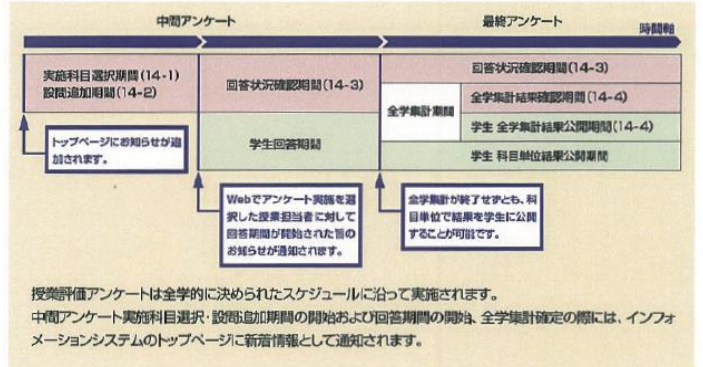 中間アンケート
最終アンケート
時間軸
実施科目選択期間(14-1)
設問追加期間(14-2)
回答状況確認期間(14-3)
学生回答期間
回答状況確認期間(14-3)
全学集計期間
全学集計結果確認期間(14-4)
学生 全学集計結果公開期間(14-4)
学生 科目単位結果公開期間
トップページにお知らせが追
加されます。
Webでアンケート実施を選
択した授業担当者に対して
回答期間が開始された旨の
お知らせが通知されます。
全学集計が終了せずとも、科
目単位で結果を学生に公開
することが可能です。
授業評価アンケートは全学的に決められたスケジュールに沿って実施されます。
中間アンケート実施科目選択・設問追加期間の開始および回答期間の開始、全学集計確定の際には、インフォ
メーションシステムのトップページに新着情報として通知されます。